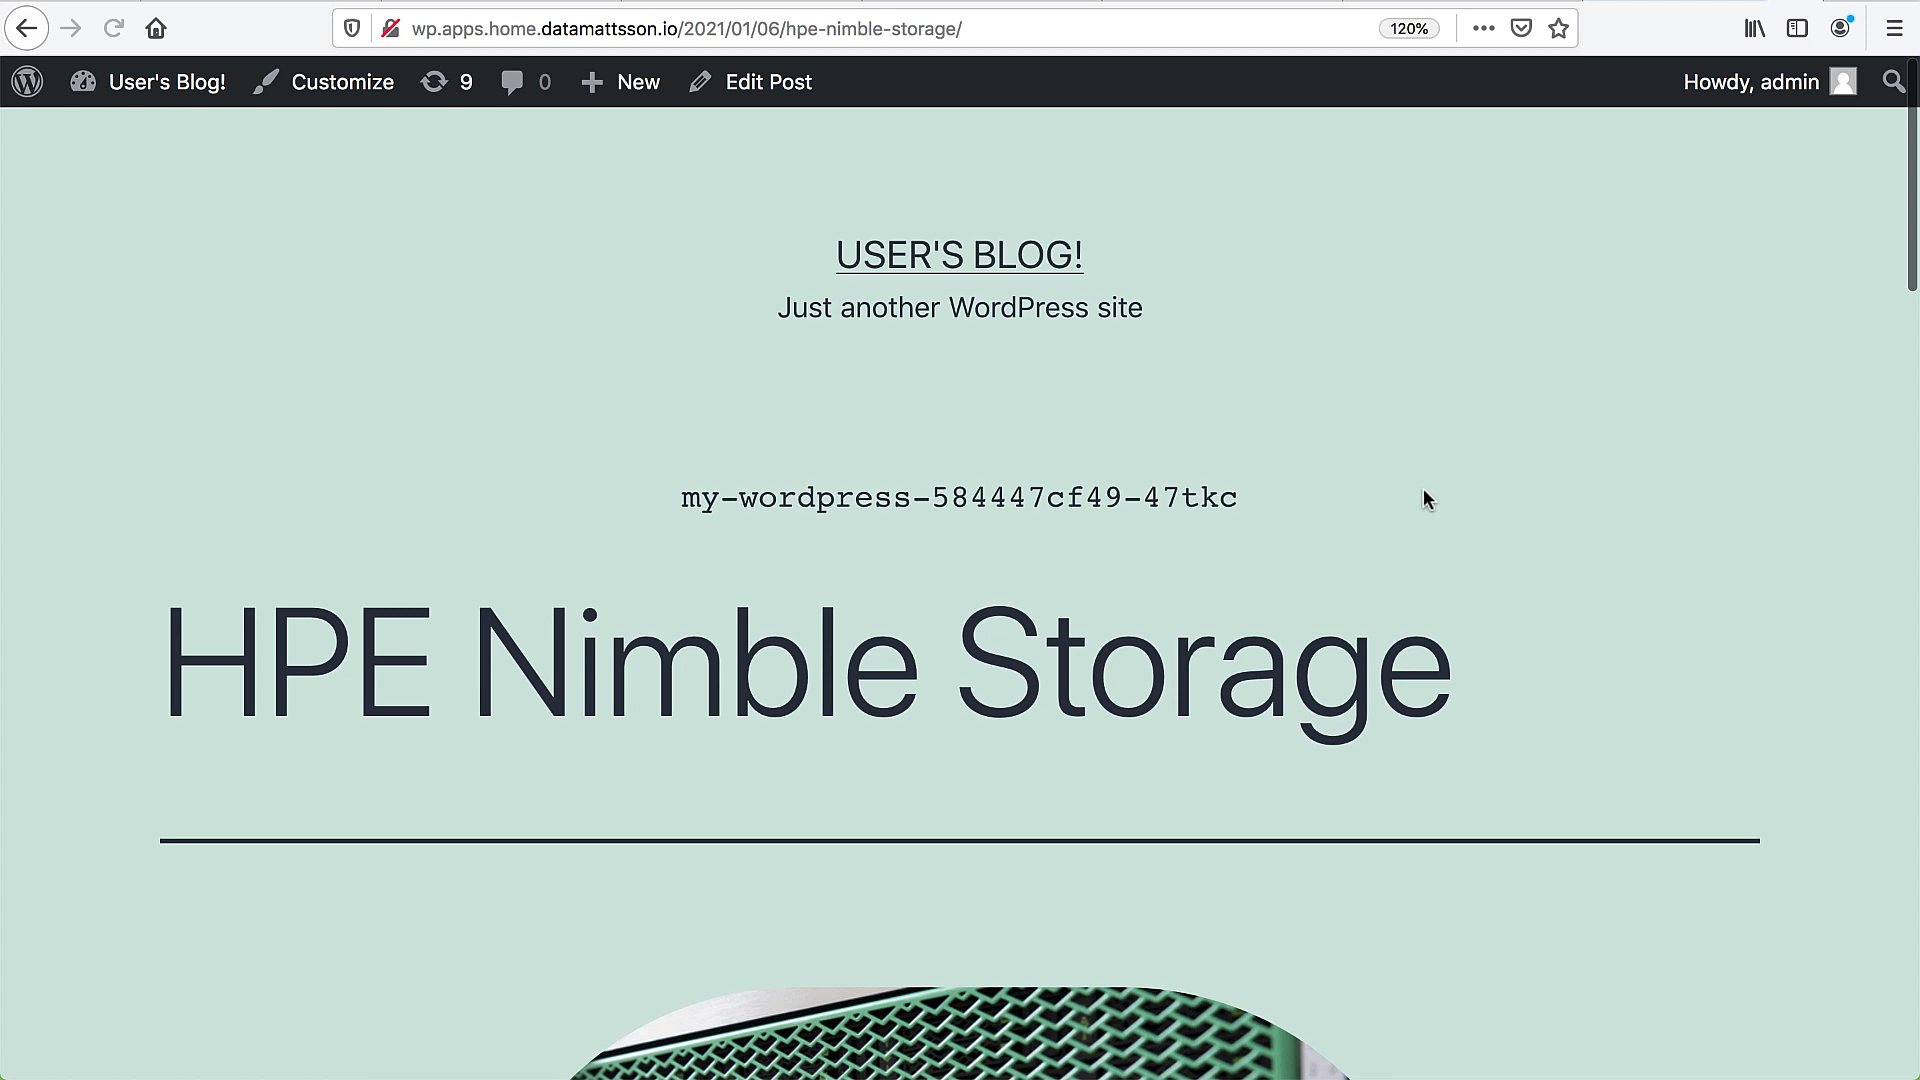 wp.apps.home.datamattsson.io/2021/01/06/hpe-nimble-storage/ 120%
User's Blog! Customize 9 0 New Edit Post Howdy, admin
USER'S BLOG!
Just another WordPress site
my-wordpress-584447cf49-47tkc
HPE Nimble Storage